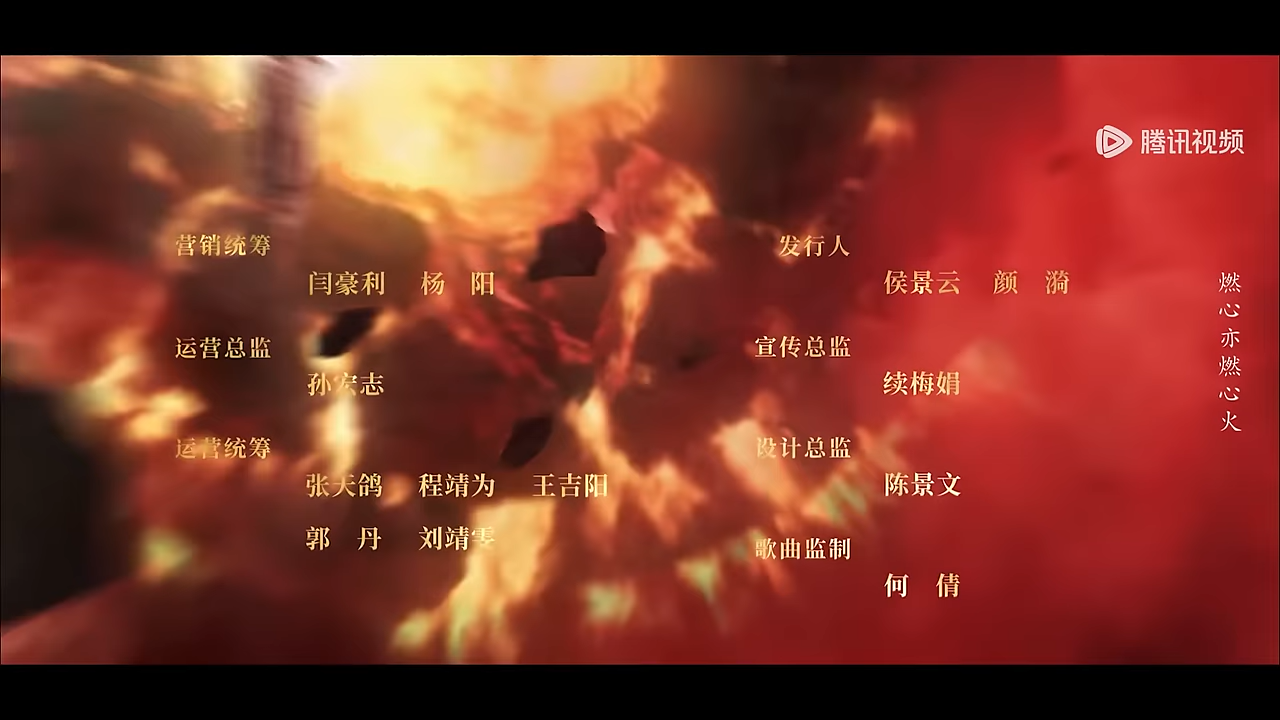 腾讯视频
营销统筹
闫豪利 杨 阳
运营总监
孙宏志
运营统筹
张天鸽 程靖为 王吉阳
郭 丹 刘靖雩
发行人
侯景云 颜 漪
宣传总监
续梅娟
设计总监
陈景文
歌曲监制
何 倩
燃心亦燃心火